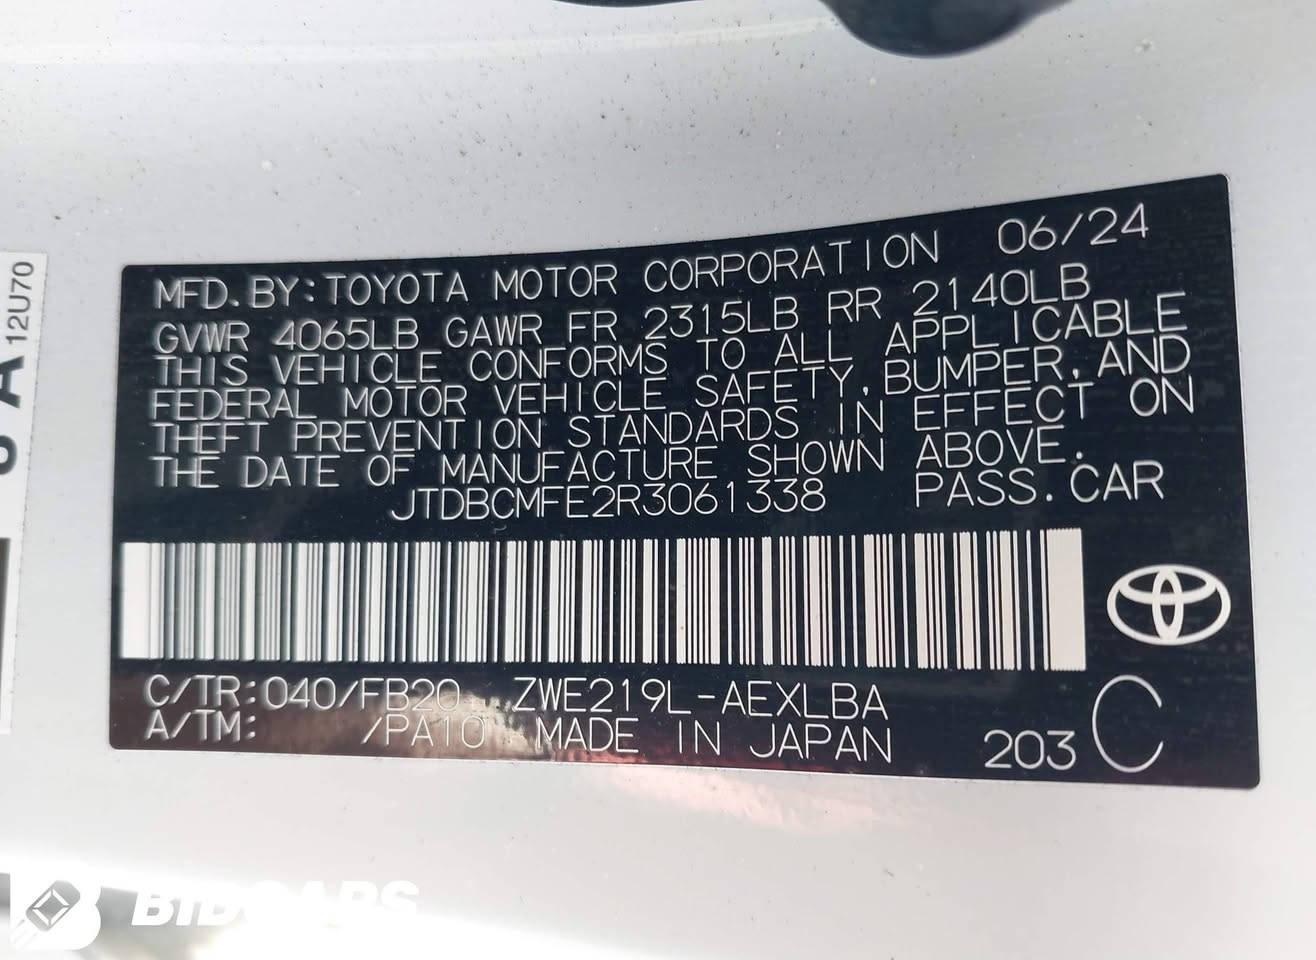 MFD. BY: TOYOTA MOTOR CORPORATION 06/24
GVWR 4065LB GAWR FR 2315LB RR 2140LB
THIS VEHICLE CONFORMS TO ALL APPLICABLE
FEDERAL MOTOR VEHICLE SAFETY, BUMPER, AND
THEFT PREVENTION STANDARDS IN EFFECT ON
THE DATE OF MANUFACTURE SHOWN ABOVE.
JTDBCMFE2R3061338 PASS. CAR
C/TR: 040/FB20 ZWE219L-AEXLBA
A/TM: /PA10 MADE IN JAPAN 203 C
12U70
BIDCARS